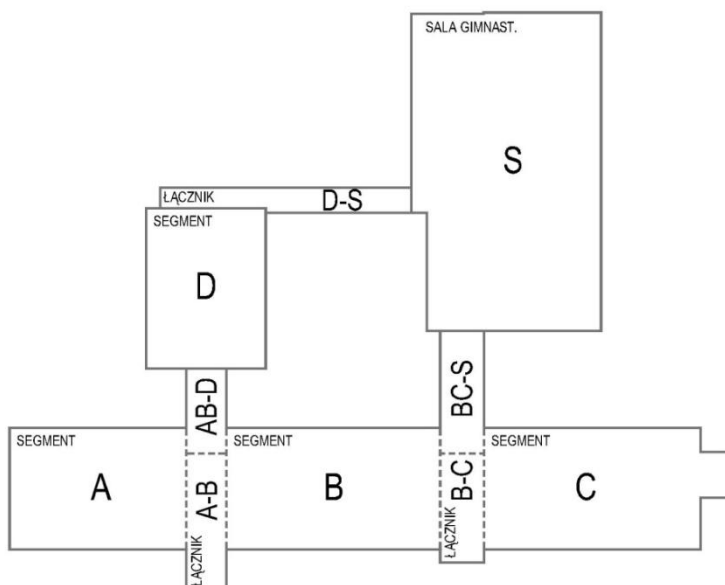 SALA GIMNAST.
S
ŁĄCZNIK
D-S
SEGMENT
D
AB-D
BC-S
SEGMENT
A
A-B
ŁĄCZNIK
SEGMENT
B
B-C
ŁĄCZNIK
SEGMENT
C